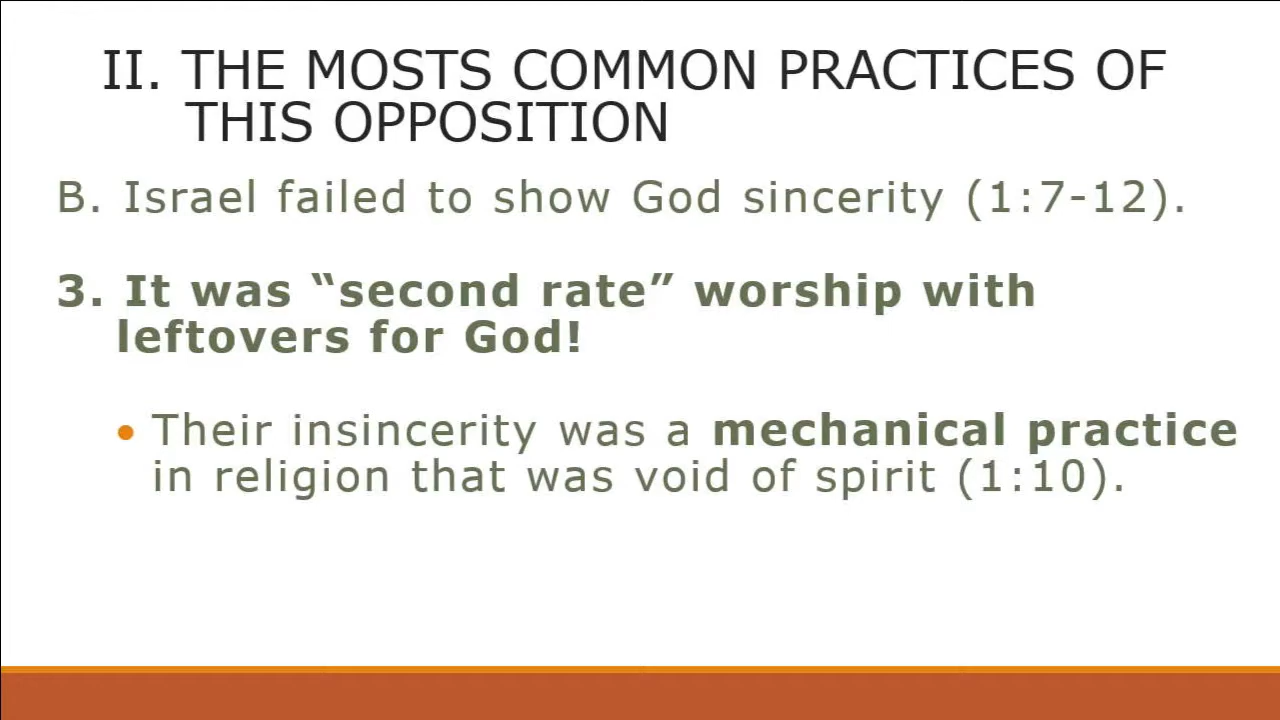 II. THE MOSTS COMMON PRACTICES OF
THIS OPPOSITION
B. Israel failed to show God sincerity (1:7-12).
3. It was “second rate” worship with
leftovers for God!
• Their insincerity was a mechanical practice
in religion that was void of spirit (1:10).